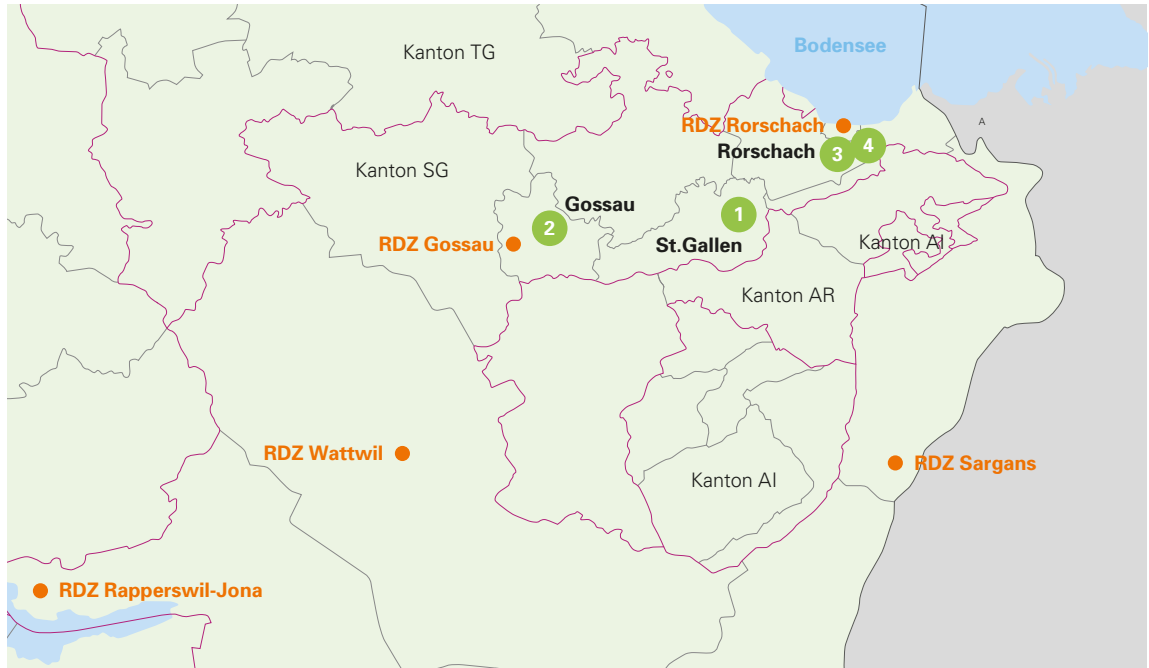 Kanton TG
Bodensee
A
RDZ Rorschach
Rorschach
3
4
Kanton SG
Gossau
2
1
RDZ Gossau
St.Gallen
Kanton AI
Kanton AR
RDZ Wattwil
RDZ Sargans
Kanton AI
RDZ Rapperswil-Jona